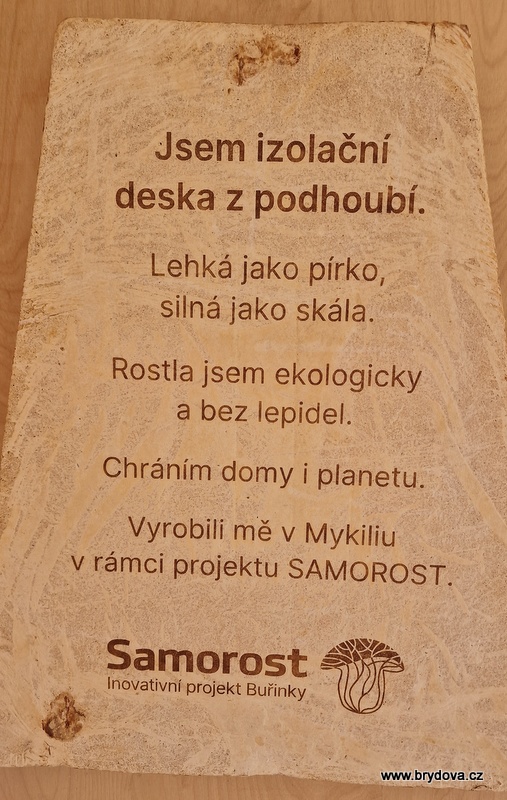 Jsem izolační
deska z podhoubí.
Lehká jako pírko,
silná jako skála.
Rostla jsem ekologicky
a bez lepidel.
Chráním domy i planetu.
Vyrobili mě v Mykiliu
v rámci projektu SAMOROST.
Samorost
Inovativní projekt Buřinky
www.brydova.cz